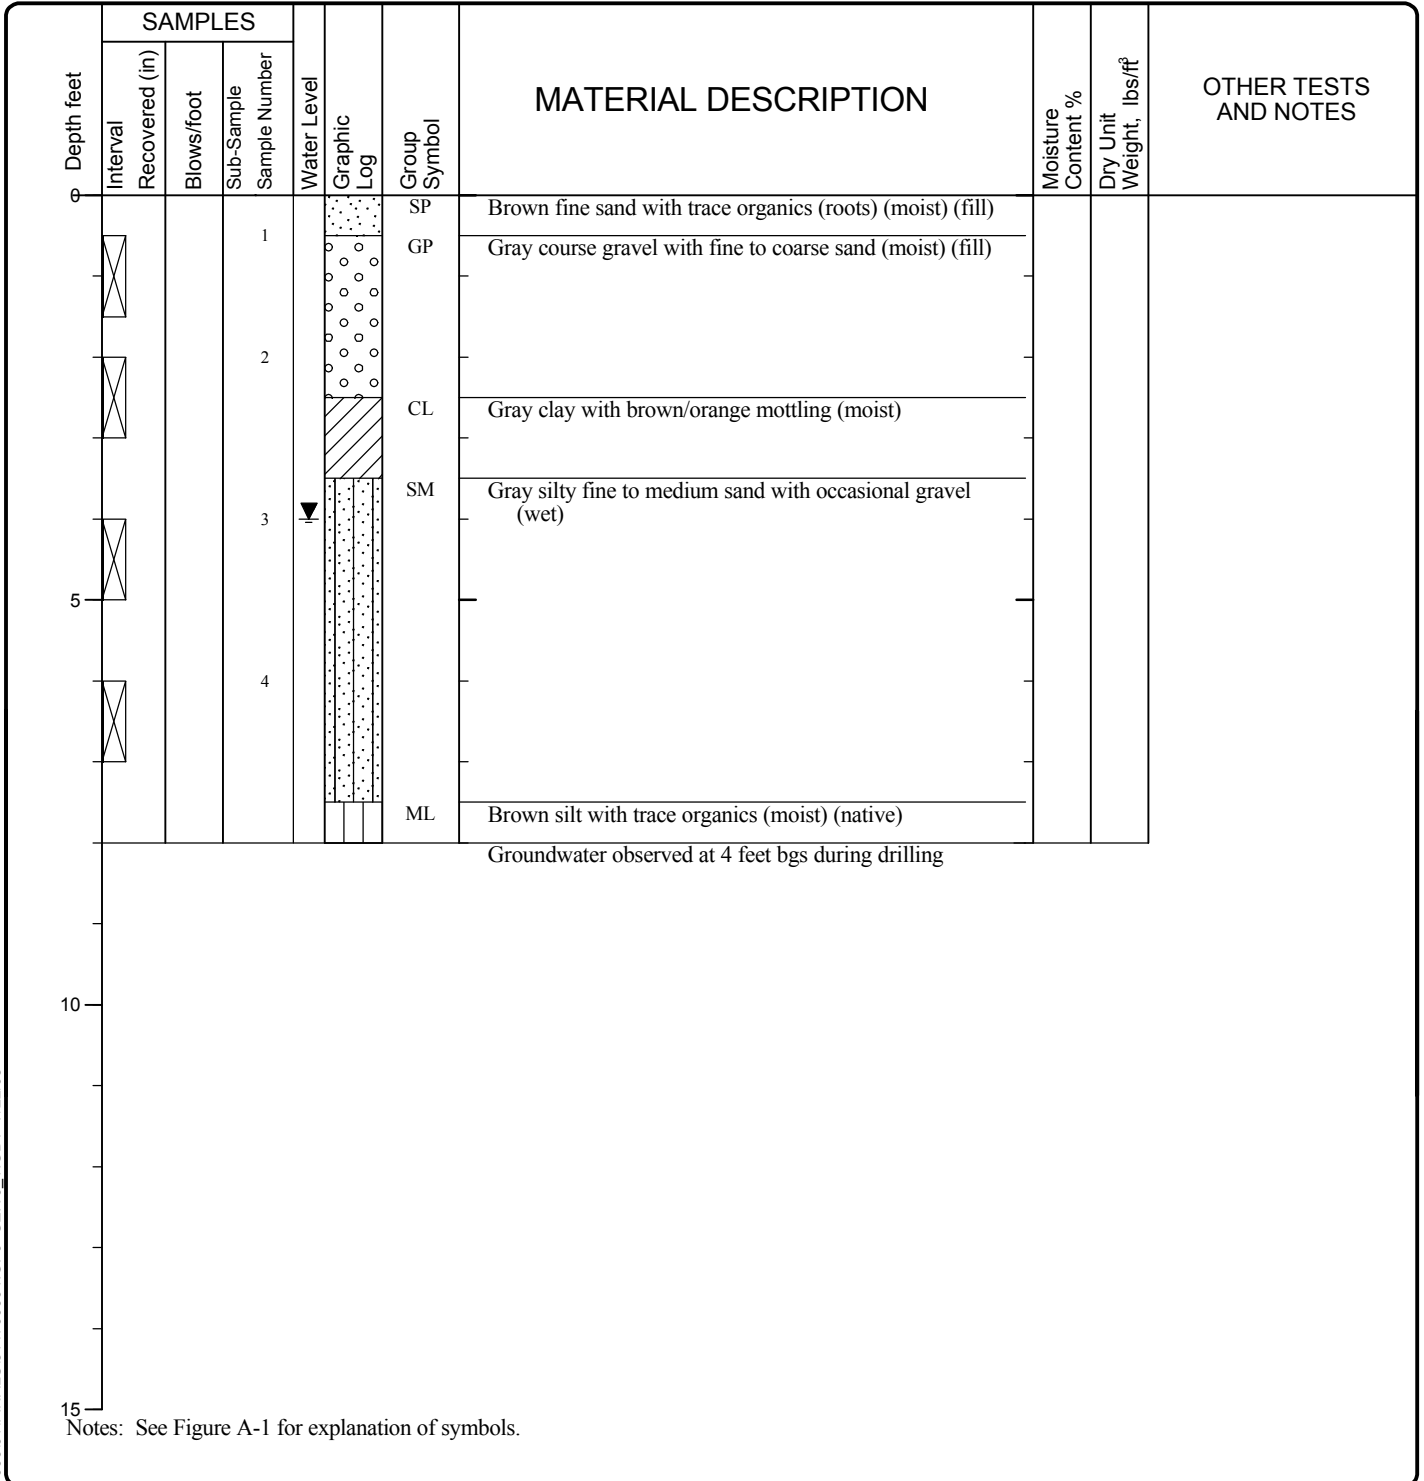 SAMPLES
Depth feet
Interval
Recovered (in)
Blows/foot
Sub-Sample
Sample Number
Water Level
Graphic
Log
Group
Symbol
MATERIAL DESCRIPTION
Moisture
Content %
Dry Unit
Weight, lbs/ft³
OTHER TESTS
AND NOTES
0
SP Brown fine sand with trace organics (roots) (moist) (fill)
1
GP Gray course gravel with fine to coarse sand (moist) (fill)
2
CL Gray clay with brown/orange mottling (moist)
SM Gray silty fine to medium sand with occasional gravel
(wet)
3
5
4
ML Brown silt with trace organics (moist) (native)
Groundwater observed at 4 feet bgs during drilling
10
15
Notes: See Figure A-1 for explanation of symbols.